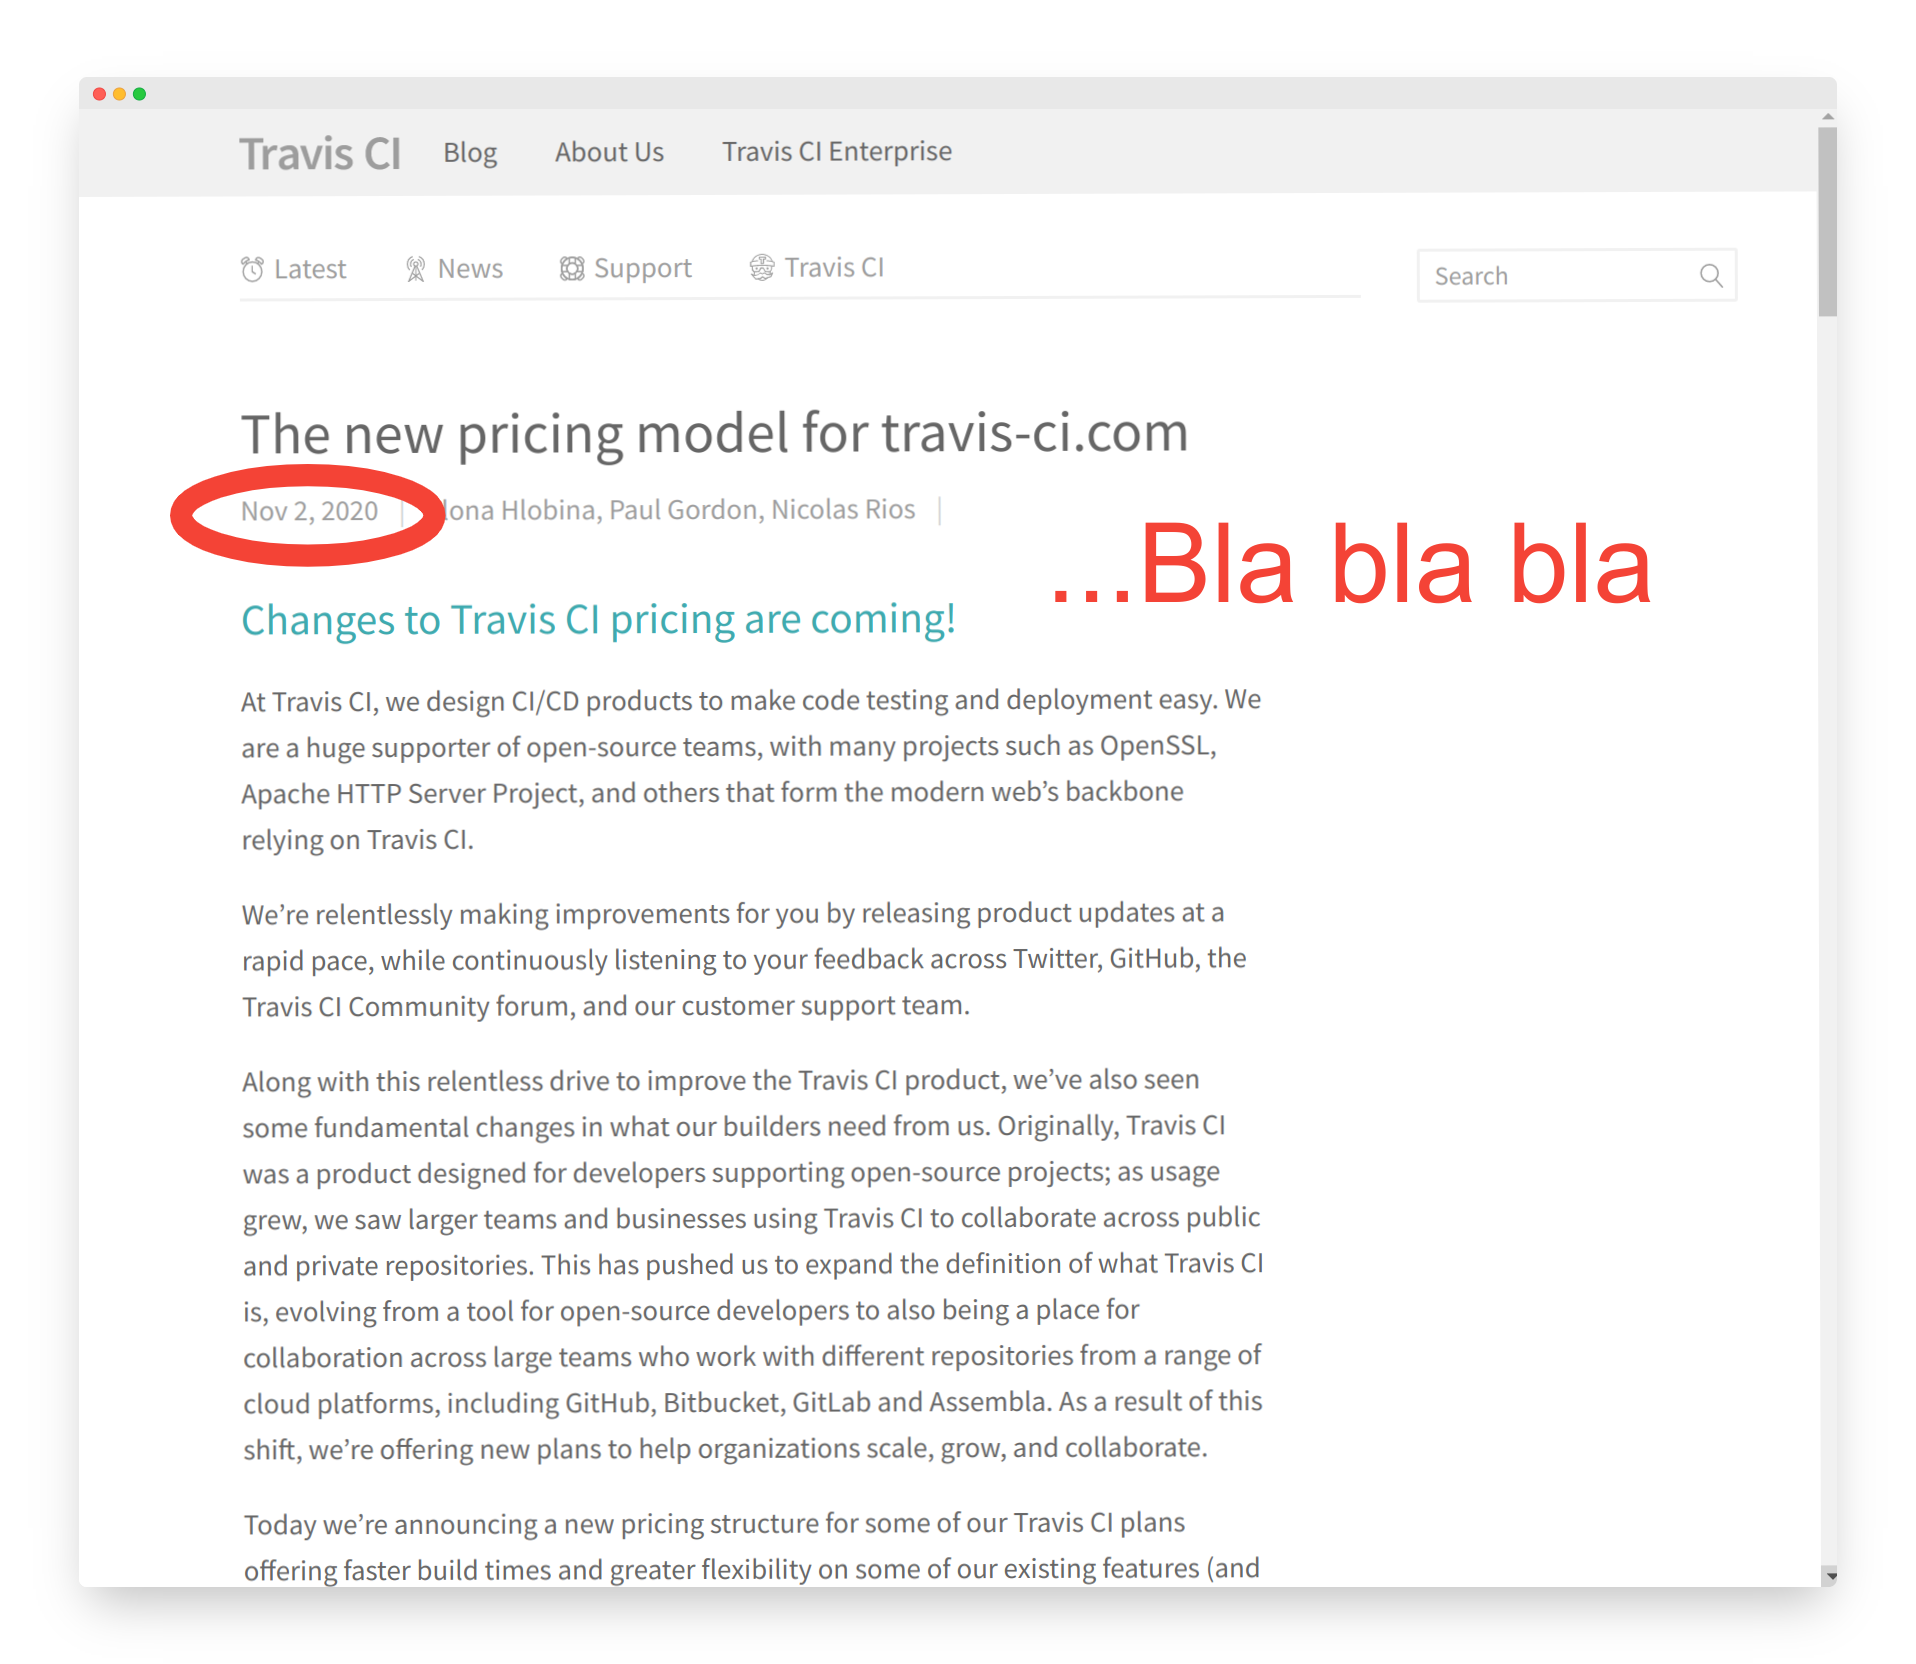 Travis CI Blog About Us Travis CI Enterprise
Latest News Support Travis CI
Search
The new pricing model for travis-ci.com
Nov 2, 2020 | Hlobina, Paul Gordon, Nicolas Rios |
...Bla bla bla
Changes to Travis CI pricing are coming!
At Travis CI, we design CI/CD products to make code testing and deployment easy. We
are a huge supporter of open-source teams, with many projects such as OpenSSL,
Apache HTTP Server Project, and others that form the modern web’s backbone
relying on Travis CI.
We’re relentlessly making improvements for you by releasing product updates at a
rapid pace, while continuously listening to your feedback across Twitter, GitHub, the
Travis CI Community forum, and our customer support team.
Along with this relentless drive to improve the Travis CI product, we’ve also seen
some fundamental changes in what our builders need from us. Originally, Travis CI
was a product designed for developers supporting open-source projects; as usage
grew, we saw larger teams and businesses using Travis CI to collaborate across public
and private repositories. This has pushed us to expand the definition of what Travis CI
is, evolving from a tool for open-source developers to also being a place for
collaboration across large teams who work with different repositories from a range of
cloud platforms, including GitHub, Bitbucket, GitLab and Assembla. As a result of this
shift, we’re offering new plans to help organizations scale, grow, and collaborate.
Today we’re announcing a new pricing structure for some of our Travis CI plans
offering faster build times and greater flexibility on some of our existing features (and